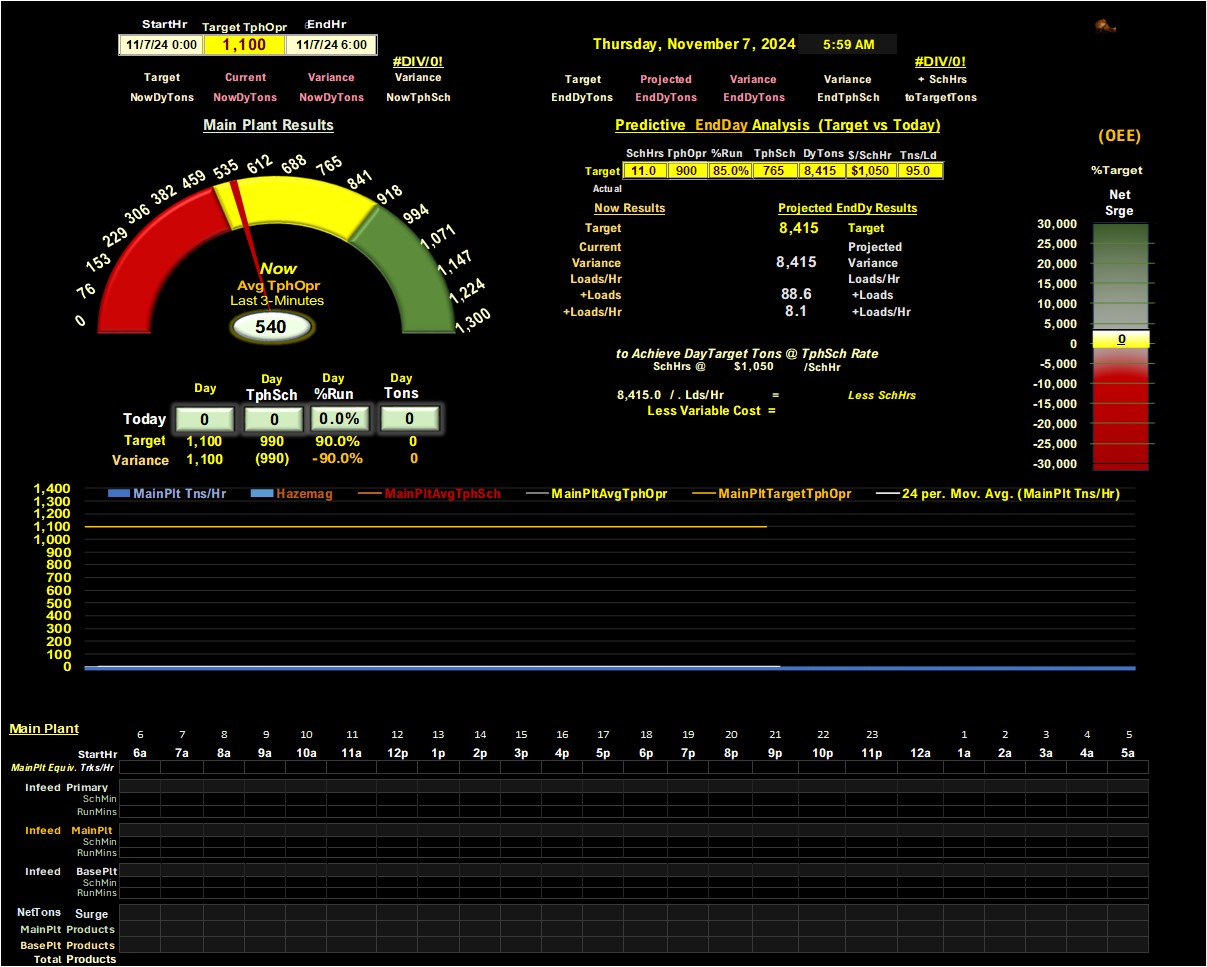 StartHr Target TphOpr EndHr
11/7/24 0:00 1,100 11/7/24 6:00
Thursday, November 7, 2024 5:59 AM
#DIV/0! #DIV/0!
Target Current Variance Variance Target Projected Variance Variance + SchHrs
NowDyTons NowDyTons NowDyTons NowTphSch EndDyTons EndDyTons EndDyTons EndTphSch toTargetTons
Main Plant Results
Predictive EndDay Analysis (Target vs Today)
(OEE)
SchHrs TphOpr %Run TphSch DyTons $/SchHr Tns/Ld
Target 11.0 900 85.0% 765 8,415 $1,050 95.0
%Target
Actual
Net
Srge
Now Results Projected EndDy Results
Target 8,415 Target
Current Projected
Variance 8,415 Variance
Loads/Hr Loads/Hr
+Loads 88.6 +Loads
+Loads/Hr 8.1 +Loads/Hr
0
76
153
229
306
382
459
535
612
688
765
841
918
994
1,071
1,147
1,224
1,300
Now
Avg TphOpr
Last 3-Minutes
540
30,000
25,000
20,000
15,000
10,000
5,000
0 0
-5,000
-10,000
-15,000
-20,000
-25,000
-30,000
to Achieve DayTarget Tons @ TphSch Rate
SchHrs @ $1,050 /SchHr
8,415.0 / . Lds/Hr = Less SchHrs
Less Variable Cost =
Day Day Day Day
TphSch %Run Tons
Today 0 0 0.0% 0
Target 1,100 990 90.0% 0
Variance 1,100 (990) -90.0% 0
MainPlt Tns/Hr Hazemag MainPltAvgTphSch MainPltAvgTphOpr MainPltTargetTphOpr 24 per. Mov. Avg. (MainPlt Tns/Hr)
1,400
1,300
1,200
1,100
1,000
900
800
700
600
500
400
300
200
100
0
Main Plant
6 7 8 9 10 11 12 13 14 15 16 17 18 19 20 21 22 23 1 2 3 4 5
StartHr 6a 7a 8a 9a 10a 11a 12p 1p 2p 3p 4p 5p 6p 7p 8p 9p 10p 11p 12a 1a 2a 3a 4a 5a
MainPlt Equiv. Trks/Hr
Infeed Primary
SchMin
RunMins
Infeed MainPlt
SchMin
RunMins
Infeed BasePlt
SchMin
RunMins
NetTons Surge
MainPlt Products
BasePlt Products
Total Products